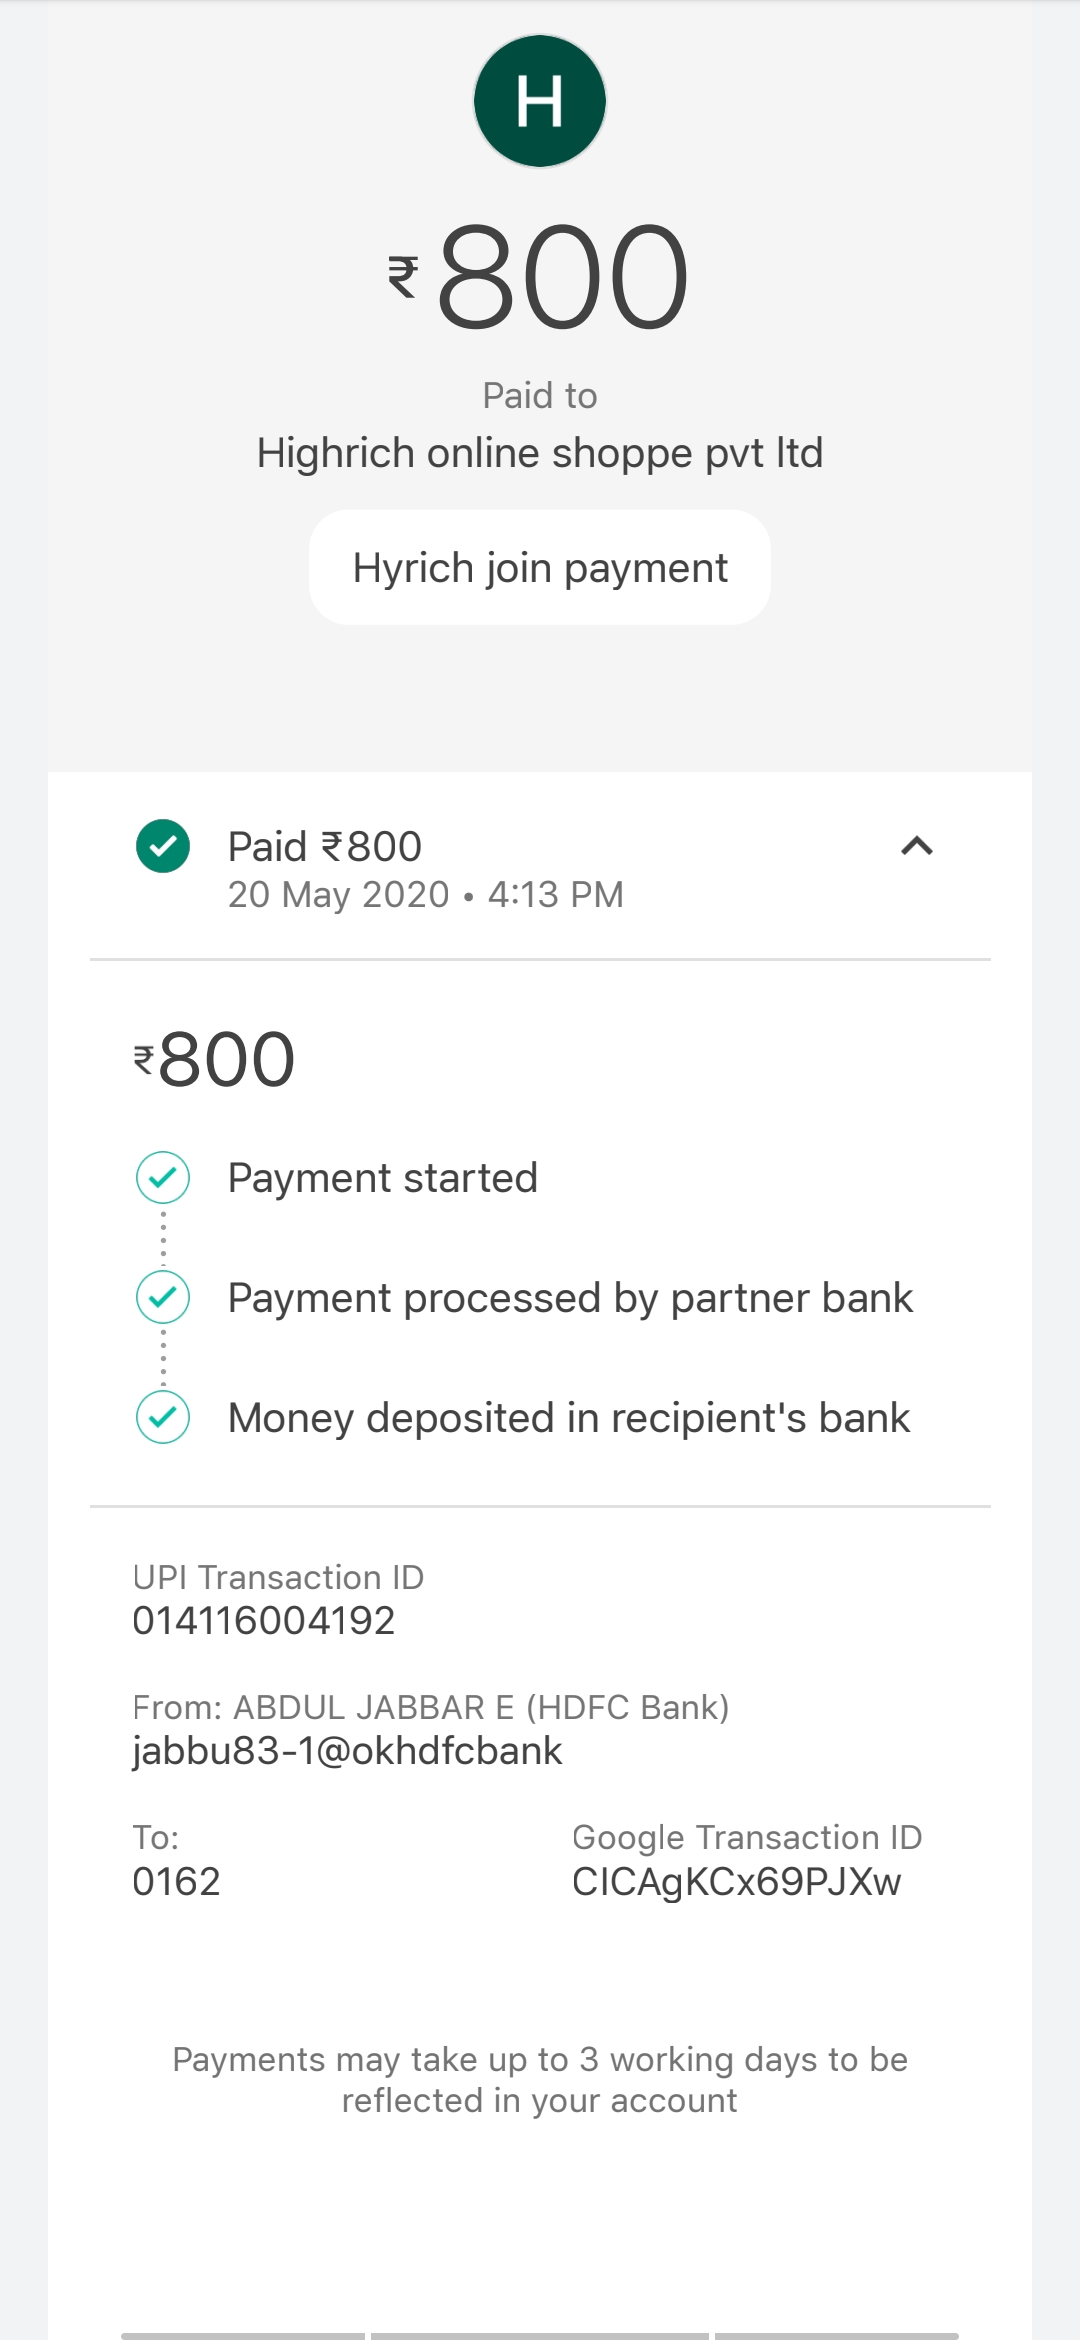 H
₹800
Paid to
Highrich online shoppe pvt ltd
Hyrich join payment
Paid ₹800
20 May 2020 • 4:13 PM
₹800
Payment started
Payment processed by partner bank
Money deposited in recipient's bank
UPI Transaction ID
014116004192
From: ABDUL JABBAR E (HDFC Bank)
jabbu83-1@okhdfcbank
To:
0162
Google Transaction ID
CICAgKCx69PJXw
Payments may take up to 3 working days to be
reflected in your account